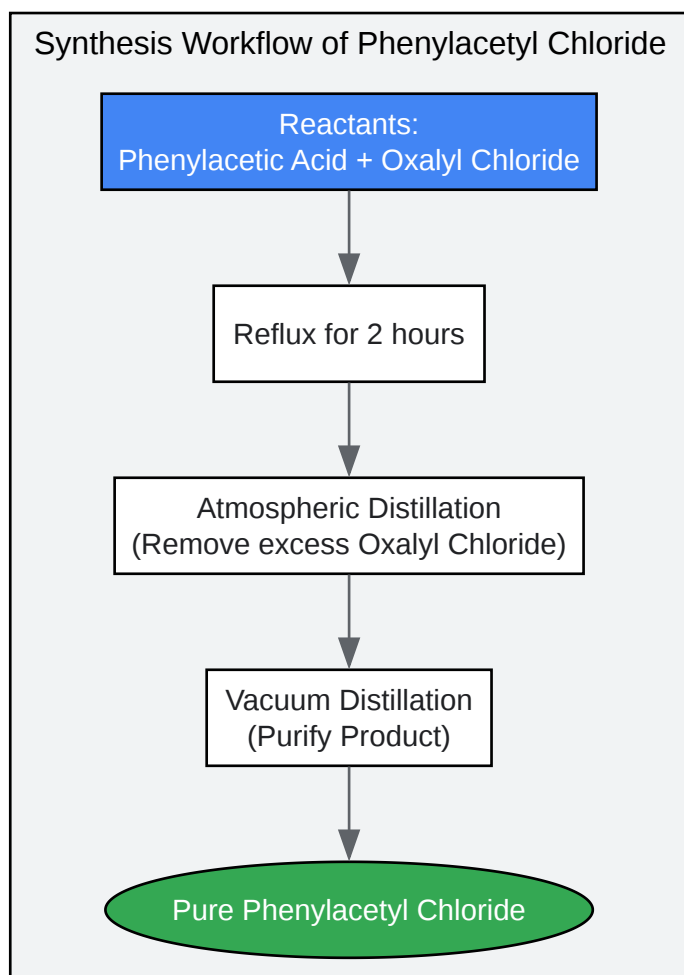 Synthesis Workflow of Phenylacetyl Chloride
Reactants:
Phenylacetic Acid + Oxalyl Chloride
Reflux for 2 hours
Atmospheric Distillation
(Remove excess Oxalyl Chloride)
Vacuum Distillation
(Purify Product)
Pure Phenylacetyl Chloride